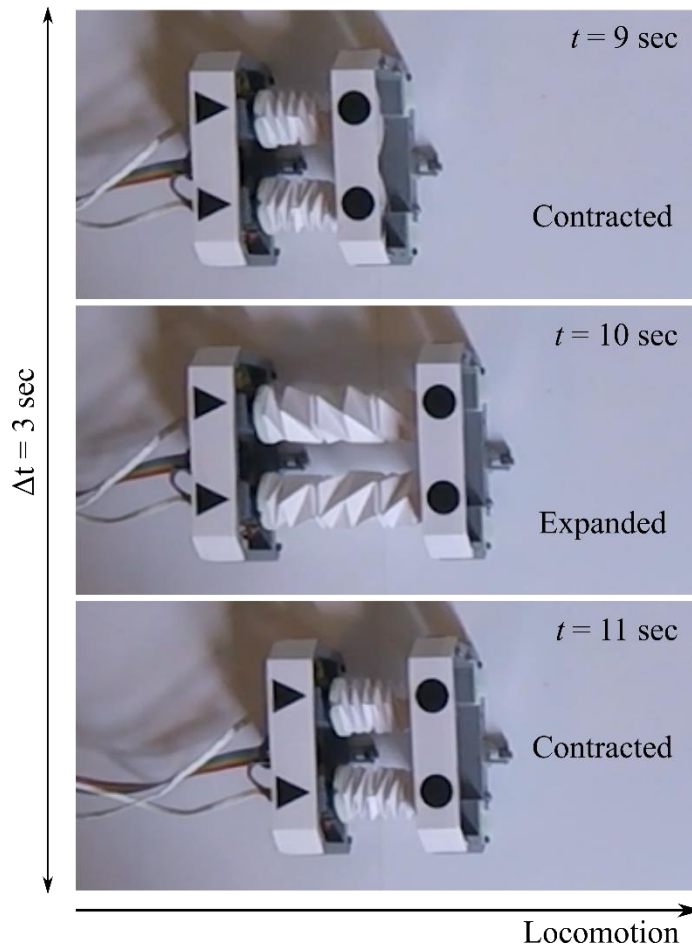 t = 9 sec
Contracted
Δt = 3 sec
t = 10 sec
Expanded
t = 11 sec
Contracted
Locomotion